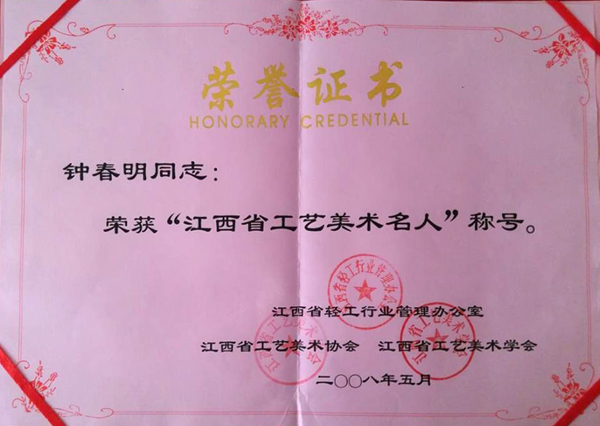 荣誉证书
HONORARY CREDENTIAL
钟春明同志：
荣获“江西省工艺美术名人”称号。
江西省轻工行业管理办公室
江西省工艺美术协会 江西省工艺美术学会
二〇〇八年五月